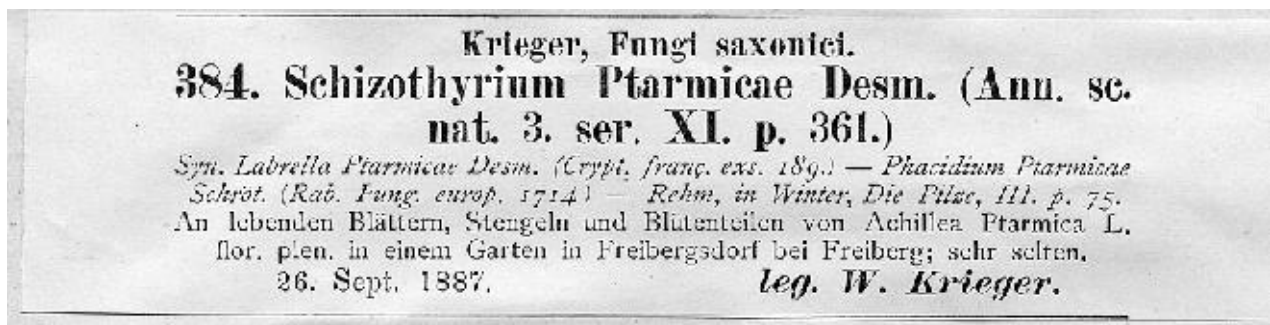 Krieger, Fungi saxonici.
384. Schizothyrium Ptarmicae Desm. (Ann. sc.
nat. 3. ser. XI. p. 361.)
Syn. Labrella Ptarmicae Desm. (Crypt. franç. exs. 189.) — Phacidium Ptarmicae
Schröt. (Rab. Fung. europ. 1714) — Rehm, in Winter, Die Pilze, III. p. 75.
An lebenden Blättern, Stengeln und Blütenteilen von Achillea Ptarmica L.
flor. plen. in einem Garten in Freibergsdorf bei Freiberg; sehr selten.
26. Sept. 1887. leg. W. Krieger.